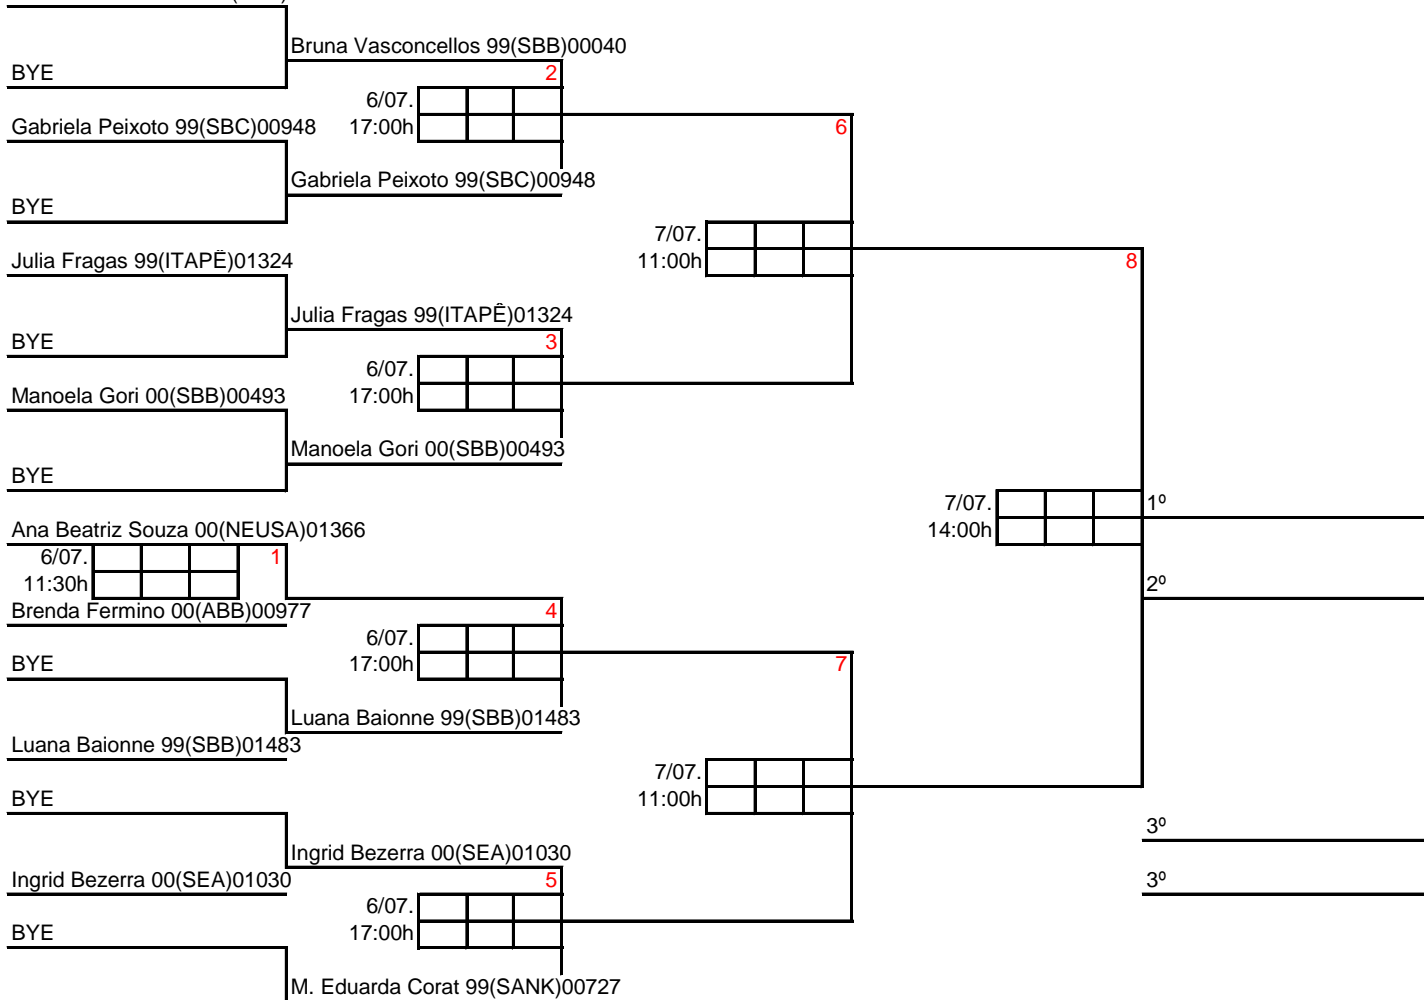 Bruna Vasconcellos 99(SBB)00040
BYE
2
6/07.
Gabriela Peixoto 99(SBC)00948
17:00h
6
Gabriela Peixoto 99(SBC)00948
BYE
7/07.
Julia Fragas 99(ITAPÊ)01324
11:00h
8
Julia Fragas 99(ITAPÊ)01324
BYE
3
6/07.
Manoela Gori 00(SBB)00493
17:00h
Manoela Gori 00(SBB)00493
BYE
7/07.
1º
Ana Beatriz Souza 00(NEUSA)01366
14:00h
6/07.
1
11:30h
2º
Brenda Fermino 00(ABB)00977
4
6/07.
BYE
17:00h
7
Luana Baionne 99(SBB)01483
Luana Baionne 99(SBB)01483
7/07.
BYE
11:00h
3º
Ingrid Bezerra 00(SEA)01030
Ingrid Bezerra 00(SEA)01030
5
3º
6/07.
BYE
17:00h
M. Eduarda Corat 99(SANK)00727